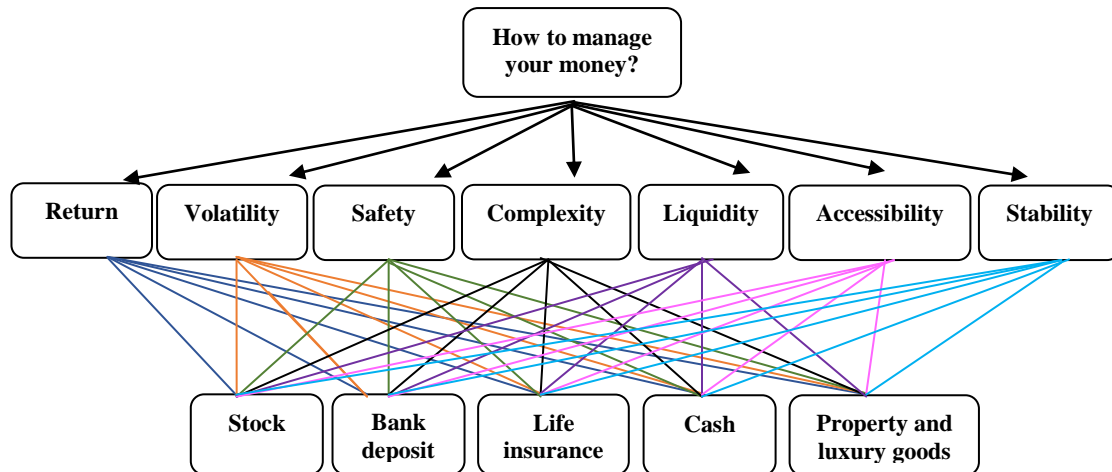 How to manage
your money?
Return
Volatility
Safety
Complexity
Liquidity
Accessibility
Stability
Stock
Bank
deposit
Life
insurance
Cash
Property and
luxury goods